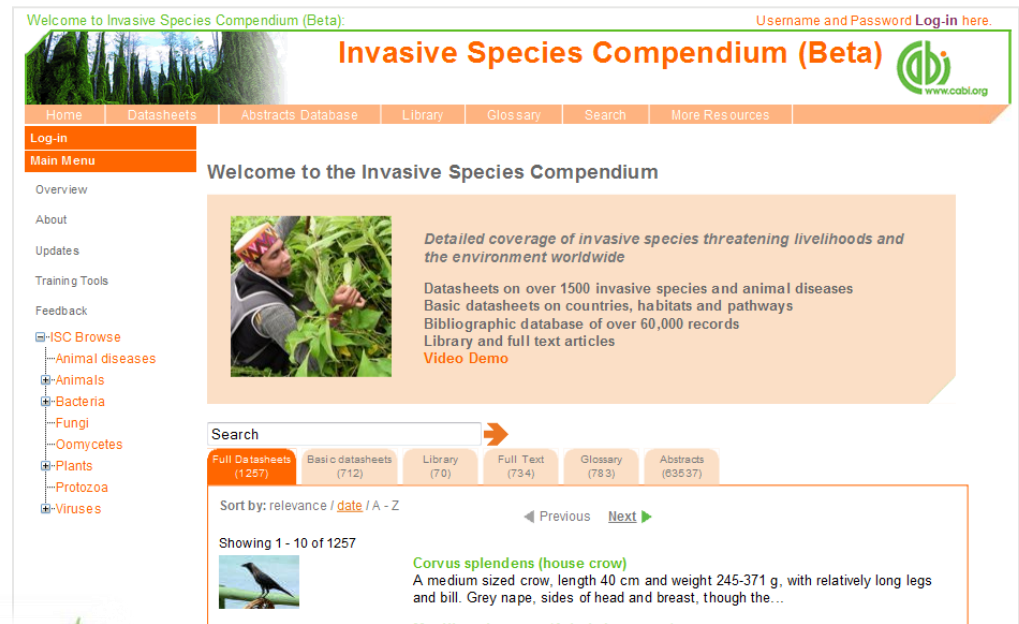 Welcome to Invasive Species Compendium (Beta):
Username and Password Log-in here.
Invasive Species Compendium (Beta)
cabi
www.cabi.org
Home Datasheets Abstracts Database Library Glossary Search More Resources
Log-in
Main Menu
Overview
About
Updates
Training Tools
Feedback
ISC Browse
Animal diseases
Animals
Bacteria
Fungi
Oomycetes
Plants
Protozoa
Viruses
Welcome to the Invasive Species Compendium
Detailed coverage of invasive species threatening livelihoods and
the environment worldwide
Datasheets on over 1500 invasive species and animal diseases
Basic datasheets on countries, habitats and pathways
Bibliographic database of over 60,000 records
Library and full text articles
Video Demo
Search
Full Datasheets (1257)
Basic datasheets (712)
Library (70)
Full Text (734)
Glossary (783)
Abstracts (63537)
Sort by: relevance / date / A - Z
Previous Next
Showing 1 - 10 of 1257
Corvus splendens (house crow)
A medium sized crow, length 40 cm and weight 245-371 g, with relatively long legs
and bill. Grey nape, sides of head and breast, though the...